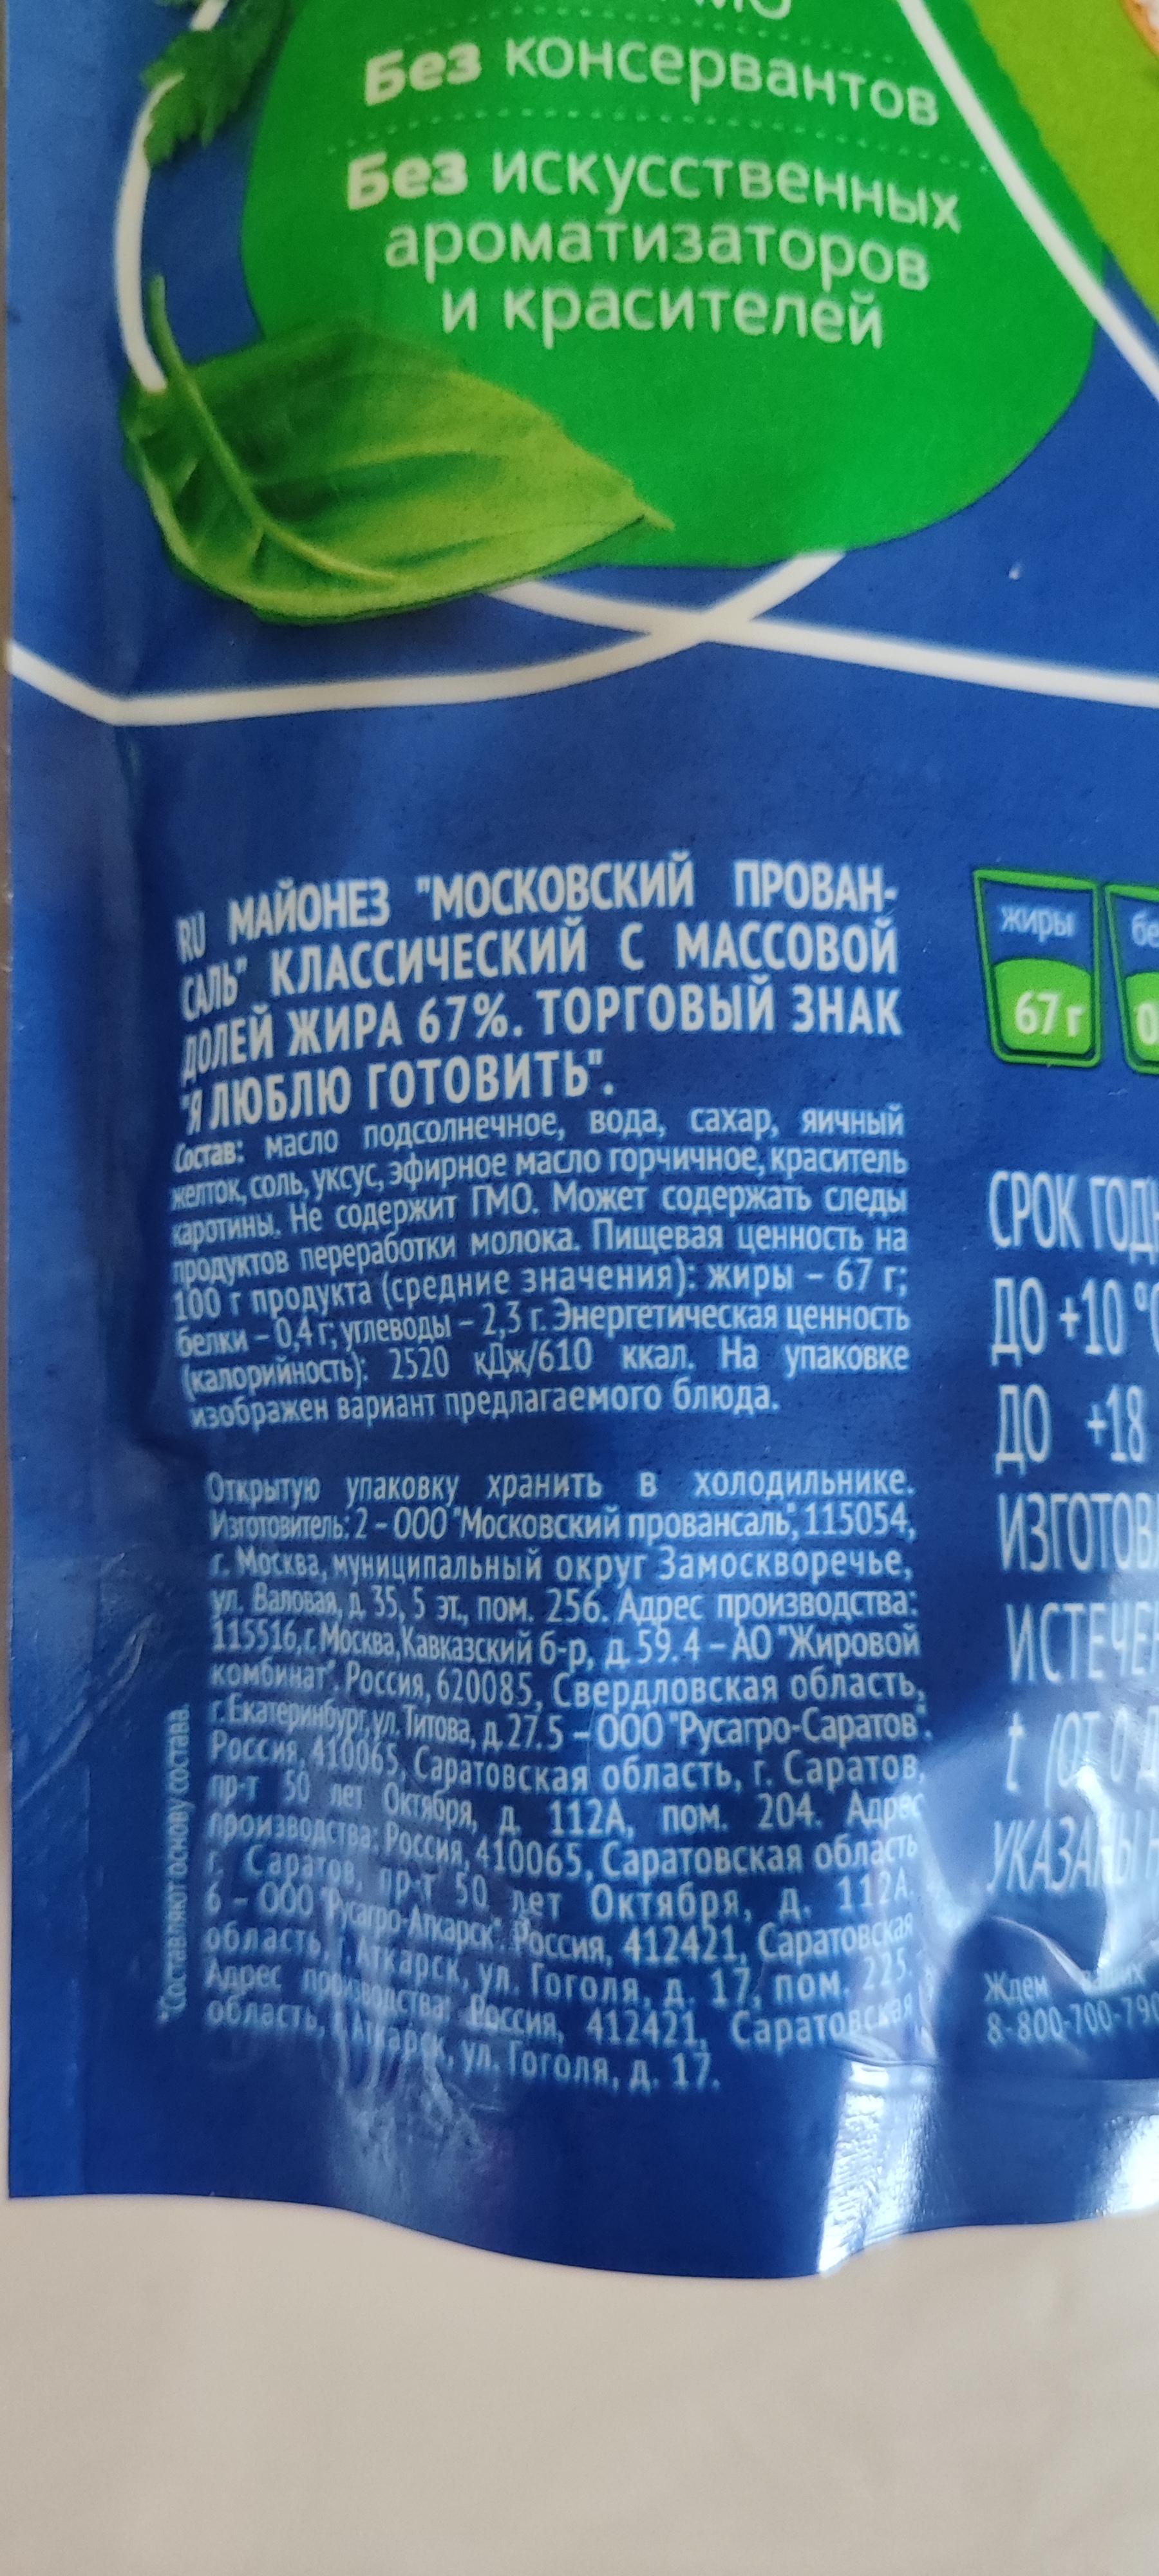 Без консервантов
Без искусственных
ароматизаторов
и красителей
RU МАЙОНЕЗ "МОСКОВСКИЙ ПРОВАН-
САЛЬ" КЛАССИЧЕСКИЙ С МАССОВОЙ
ДОЛЕЙ ЖИРА 67%. ТОРГОВЫЙ ЗНАК
"Я ЛЮБЛЮ ГОТОВИТЬ".
Состав: масло подсолнечное, вода, сахар, яичный
желток, соль, уксус, эфирное масло горчичное, краситель
каротины. Не содержит ГМО. Может содержать следы
продуктов переработки молока. Пищевая ценность на
100 г продукта (средние значения): жиры – 67 г;
белки – 0,4 г; углеводы – 2,3 г. Энергетическая ценность
(калорийность): 2520 кДж/610 ккал. На упаковке
изображен вариант предлагаемого блюда.
Открытую упаковку хранить в холодильнике.
Изготовитель: 2 – ООО "Московский провансаль", 115054,
г. Москва, муниципальный округ Замоскворечье,
ул. Валовая, д. 35, 5 эт., пом. 256. Адрес производства:
115516, г. Москва, Кавказский б-р, д. 59. 4 – АО "Жировой
комбинат". Россия, 620085, Свердловская область,
г. Екатеринбург, ул. Титова, д. 27. 5 – ООО "Русагро-Саратов".
Россия, 410065, Саратовская область, г. Саратов,
пр-т 50 лет Октября, д. 112А, пом. 204. Адрес
производства: Россия, 410065, Саратовская область
г. Саратов, пр-т 50 лет Октября, д. 112А.
6 – ООО "Русагро-Аткарск". Россия, 412421, Саратовская
область, г. Аткарск, ул. Гоголя, д. 17, пом. 225.
Адрес производства: Россия, 412421, Саратовская
область, г. Аткарск, ул. Гоголя, д. 17.
*Составляют основу состава.
жиры
67 г
СРОК
ДО +10 °С
ДО +18
t (от 0 д
Ждем
8-800-700-790